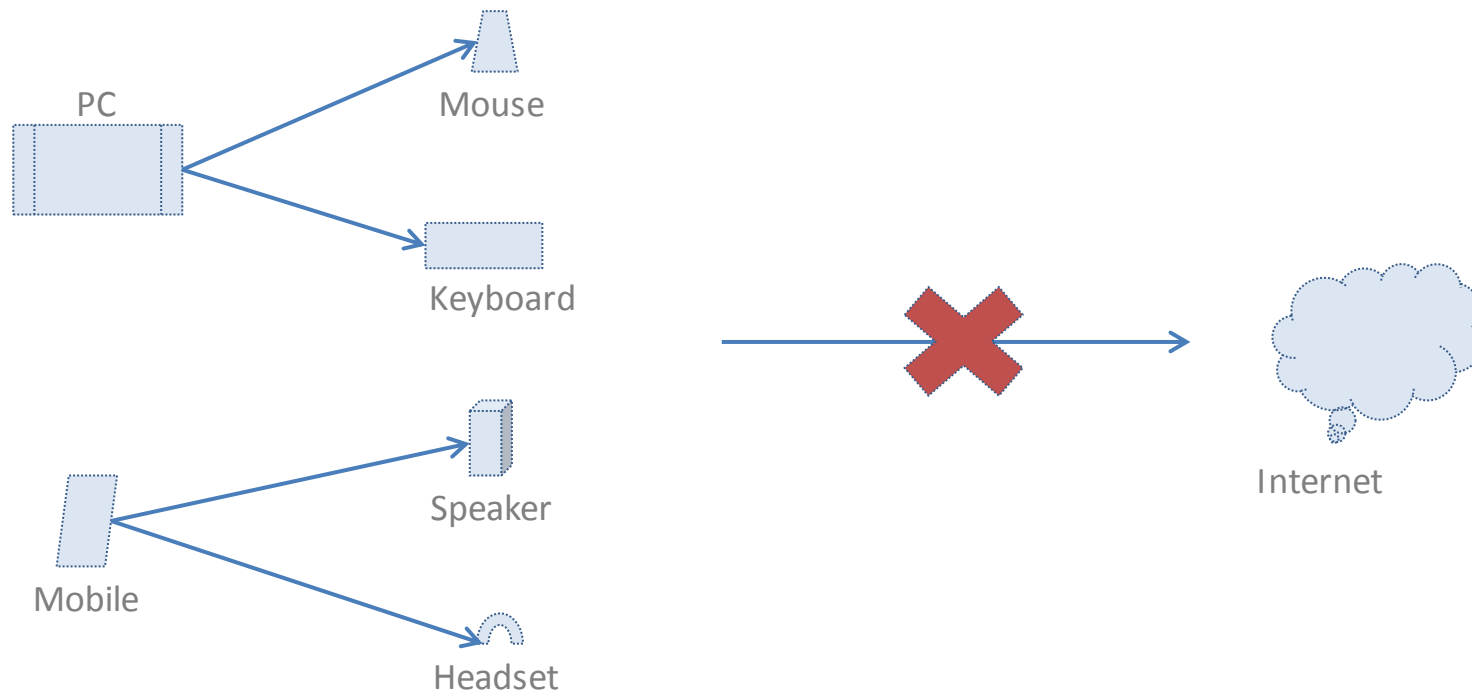 PC
Mouse
Keyboard
Speaker
Internet
Mobile
Headset